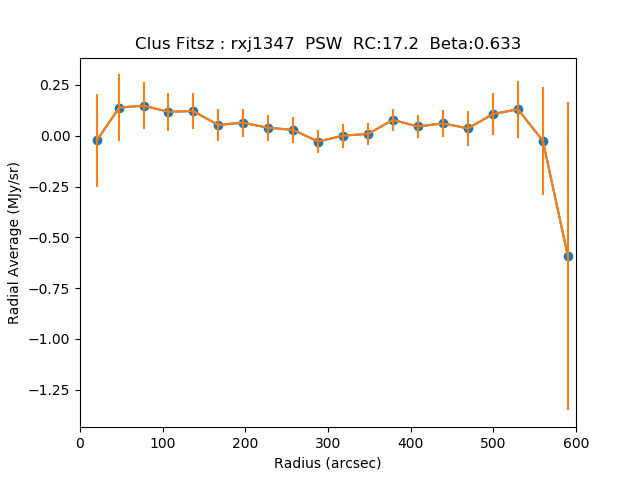 Clus Fitsz : rxj1347  PSW  RC:17.2  Beta:0.633
Radial Average (MJy/sr)
0.25
0.00
−0.25
−0.50
−0.75
−1.00
−1.25
0 100 200 300 400 500 600
Radius (arcsec)